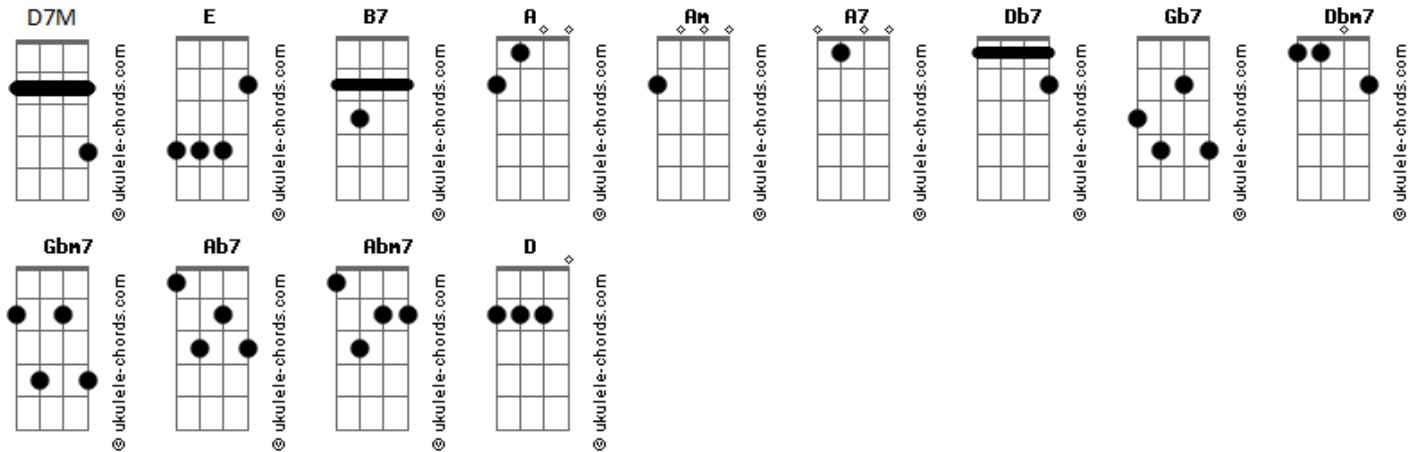 D7M E B7 A Am A7 Db7 Gb7 Dbm7
© ukulele-chords.com © ukulele-chords.com © ukulele-chords.com © ukulele-chords.com © ukulele-chords.com © ukulele-chords.com © ukulele-chords.com © ukulele-chords.com © ukulele-chords.com
Gbm7 Ab7 Abm7 D
© ukulele-chords.com © ukulele-chords.com © ukulele-chords.com © ukulele-chords.com